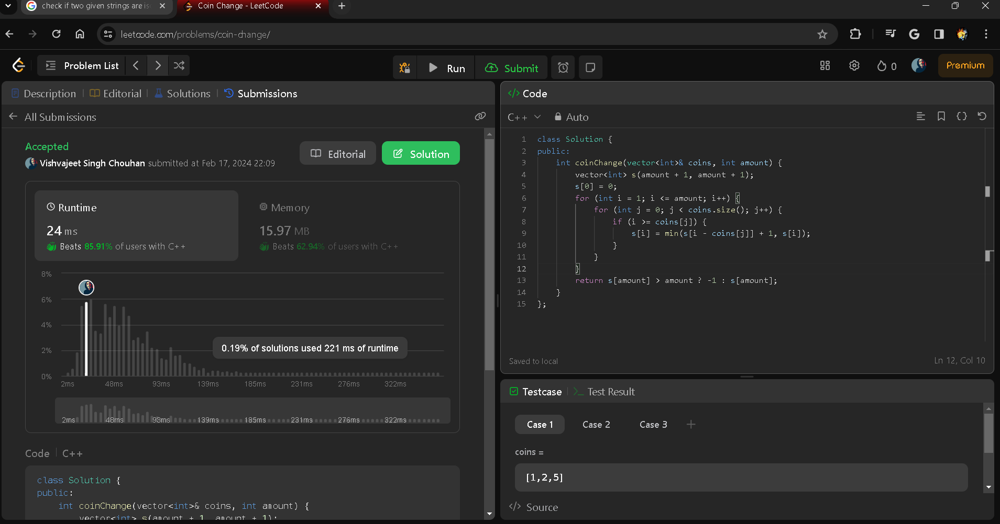 check if two given strings are is
Coin Change - LeetCode
leetcode.com/problems/coin-change/
Problem List
Run
Submit
0
Premium
Description
Editorial
Solutions
Submissions
All Submissions
Accepted
Vishvajeet Singh Chouhan submitted at Feb 17, 2024 22:09
Editorial
Solution
Runtime
24 ms
Beats 85.91% of users with C++
Memory
15.97 MB
Beats 62.94% of users with C++
8%
6%
4%
2%
0%
0.19% of solutions used 221 ms of runtime
2ms 48ms 93ms 139ms 185ms 231ms 276ms 322ms
2ms 48ms 93ms 139ms 185ms 231ms 276ms 322ms
Code | C++
class Solution {
public:
int coinChange(vector<int>& coins, int amount) {
vector<int> s(amount + 1, amount + 1);
</> Code
C++
Auto
1 class Solution {
2 public:
3 int coinChange(vector<int>& coins, int amount) {
4 vector<int> s(amount + 1, amount + 1);
5 s[0] = 0;
6 for (int i = 1; i <= amount; i++) {
7 for (int j = 0; j < coins.size(); j++) {
8 if (i >= coins[j]) {
9 s[i] = min(s[i - coins[j]] + 1, s[i]);
10 }
11 }
12 }
13 return s[amount] > amount ? -1 : s[amount];
14 }
15 };
Saved to local
Ln 12, Col 10
Testcase
Test Result
Case 1
Case 2
Case 3
coins =
[1,2,5]
</> Source